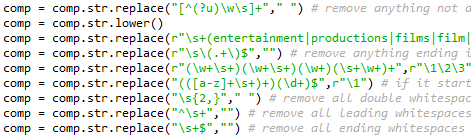 comp = comp.str.replace("[^(?u)\w\s]+"," ") # remove anything not a
comp = comp.str.lower()
comp = comp.str.replace(r"\s+(entertainment|productions|films|film|
comp = comp.str.replace(r"\s\(.+\)$","") # remove anything ending i
comp = comp.str.replace(r"(\w+\s+)(\w+\s+)(\w+)(\s+\w+)+",r"\1\2\3"
comp = comp.str.replace("(([a-z]+\s+)+)(\d+)$",r"\1") # if it start
comp = comp.str.replace("\s{2,}"," ") # remove all double whitespac
comp = comp.str.replace("^\s+","") # remove all leading whitespaces
comp = comp.str.replace("\s+$","") # remove all ending whitespaces